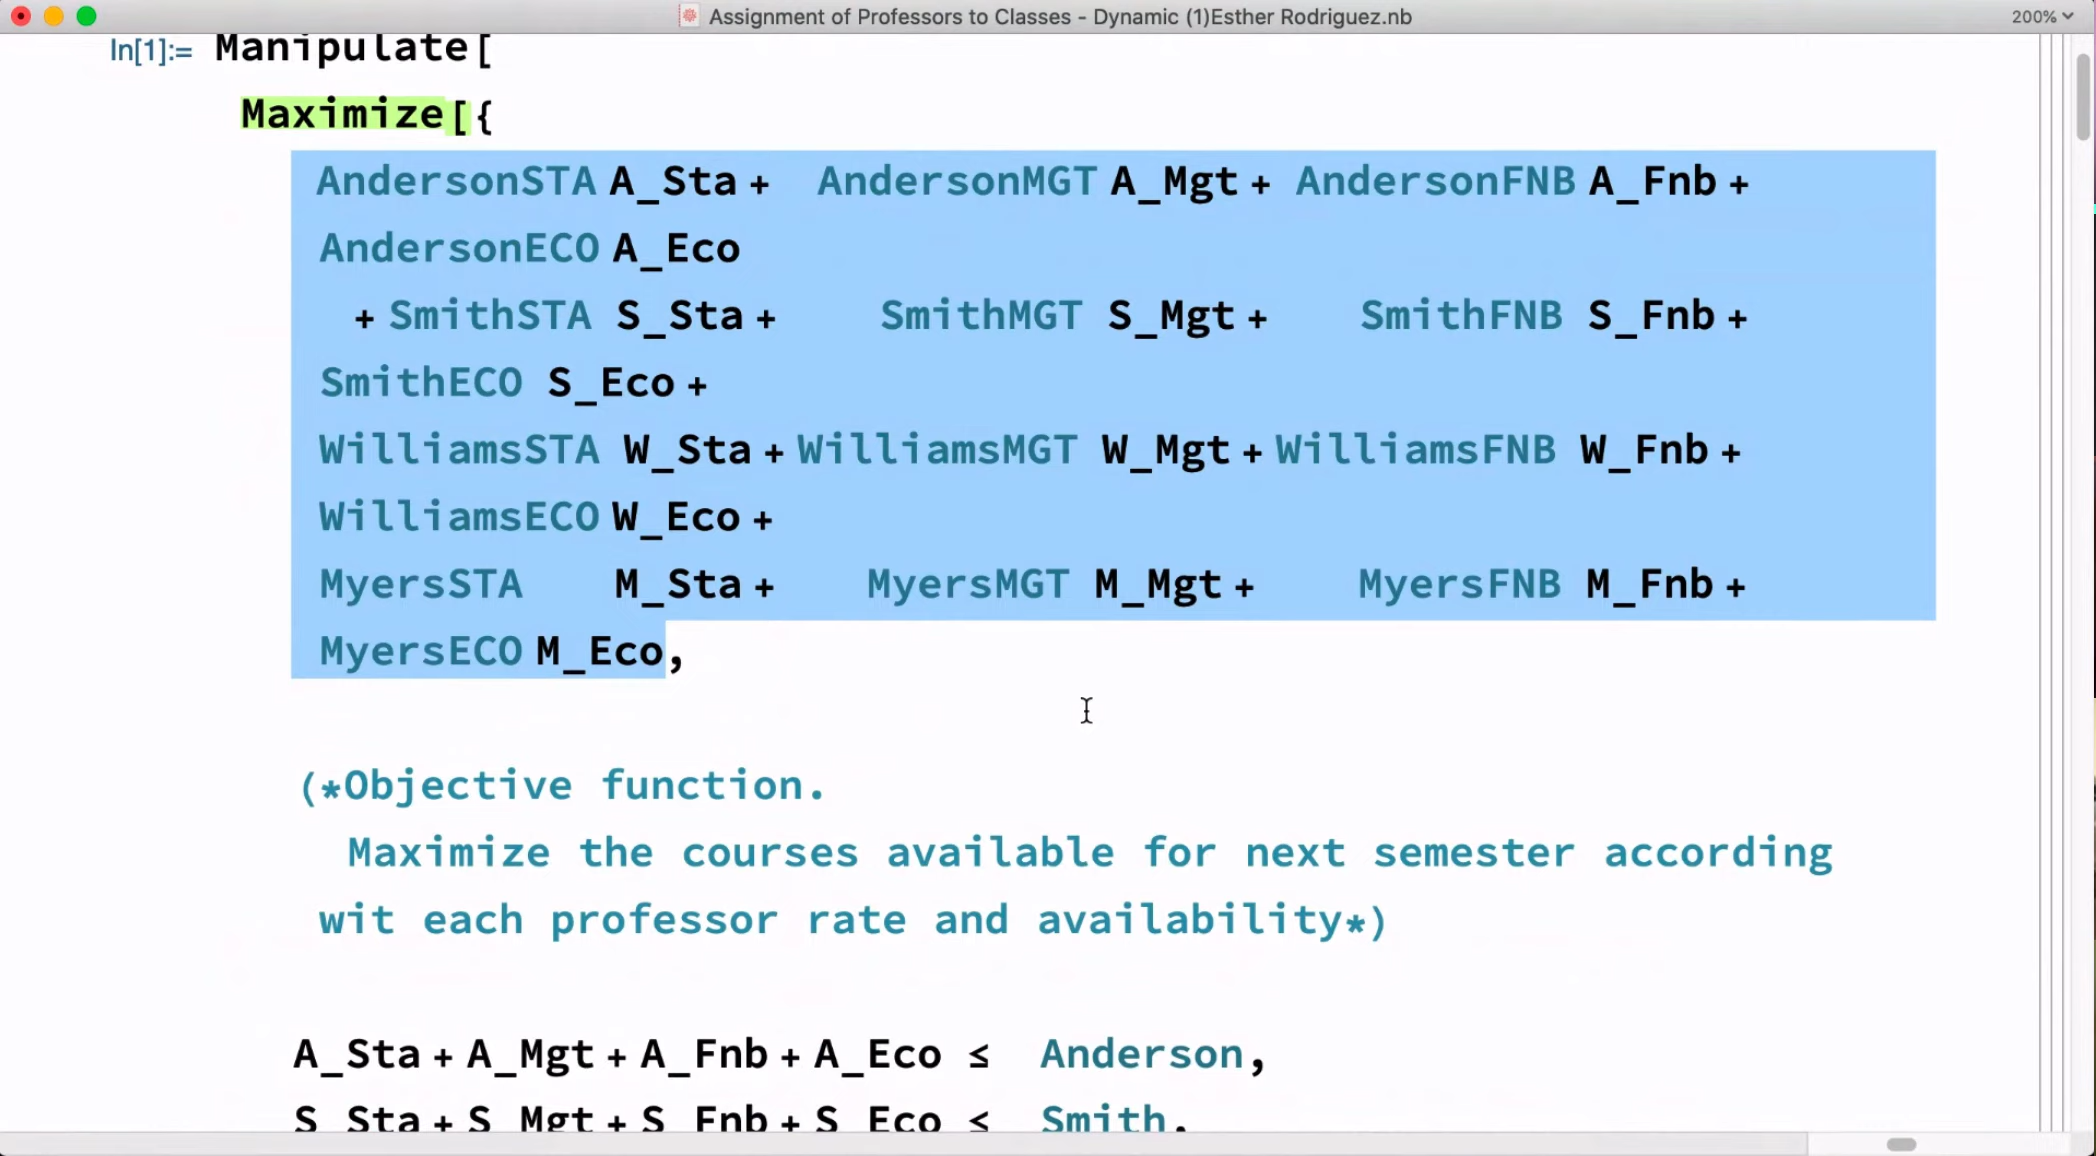 Assignment of Professors to Classes - Dynamic (1)Esther Rodriguez.nb
200%
In[1]:= Manipulate[
Maximize[{
AndersonSTA A_Sta + AndersonMGT A_Mgt + AndersonFNB A_Fnb +
AndersonECO A_Eco
+ SmithSTA S_Sta + SmithMGT S_Mgt + SmithFNB S_Fnb +
SmithECO S_Eco +
WilliamsSTA W_Sta + WilliamsMGT W_Mgt + WilliamsFNB W_Fnb +
WilliamsECO W_Eco +
MyersSTA M_Sta + MyersMGT M_Mgt + MyersFNB M_Fnb +
MyersECO M_Eco,
(*Objective function.
Maximize the courses available for next semester according
wit each professor rate and availability*)
A_Sta + A_Mgt + A_Fnb + A_Eco ≤ Anderson,
S_Sta + S_Mgt + S_Fnb + S_Eco ≤ Smith,